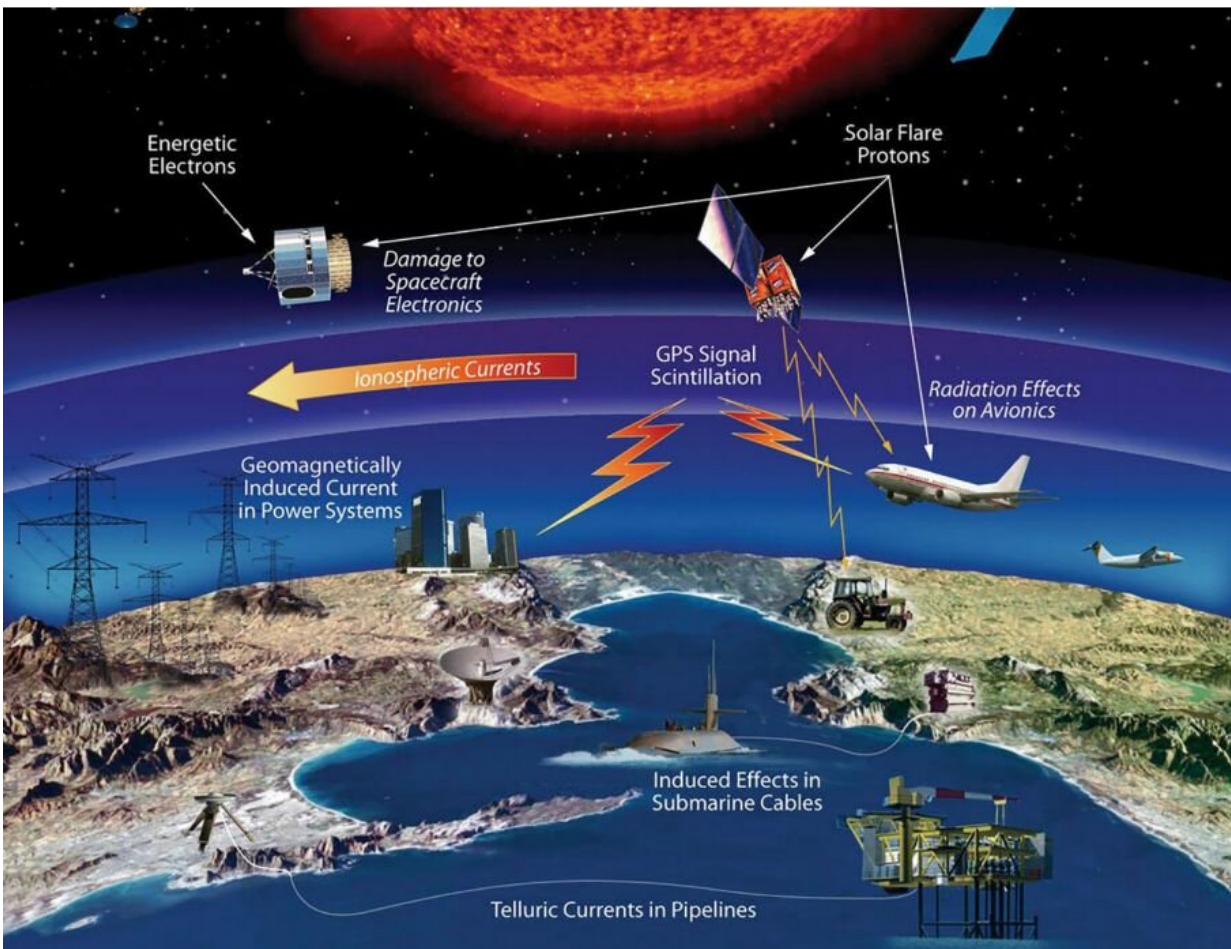 Energetic
Electrons
Solar Flare
Protons
Damage to
Spacecraft
Electronics
Ionospheric Currents
GPS Signal
Scintillation
Radiation Effects
on Avionics
Geomagnetically
Induced Current
in Power Systems
Induced Effects in
Submarine Cables
Telluric Currents in Pipelines